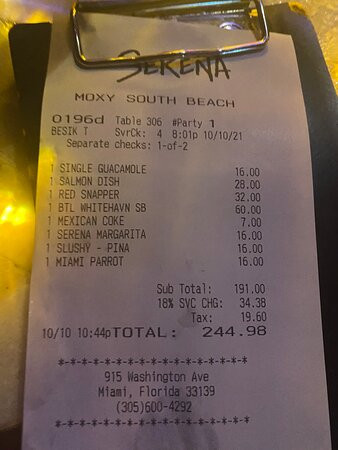 SERENA
MOXY SOUTH BEACH
0196d Table 306 #Party 1
BESIK T SvrCk: 4 8:01p 10/10/21
Separate checks: 1-of-2
1 SINGLE GUACAMOLE 16.00
1 SALMON DISH 28.00
1 RED SNAPPER 32.00
1 BTL WHITEHAVN SB 60.00
1 MEXICAN COKE 7.00
1 SERENA MARGARITA 16.00
1 SLUSHY - PINA 16.00
1 MIAMI PARROT 16.00
Sub Total: 191.00
18% SVC CHG: 34.38
Tax: 19.60
10/10 10:44p TOTAL: 244.98
*-*-*-*-*-*-*-*-*-*-*-*-*-*-*-*
915 Washington Ave
Miami, Florida 33139
(305)600-4292
*-*-*-*-*-*-*-*-*-*-*-*-*-*-*-*